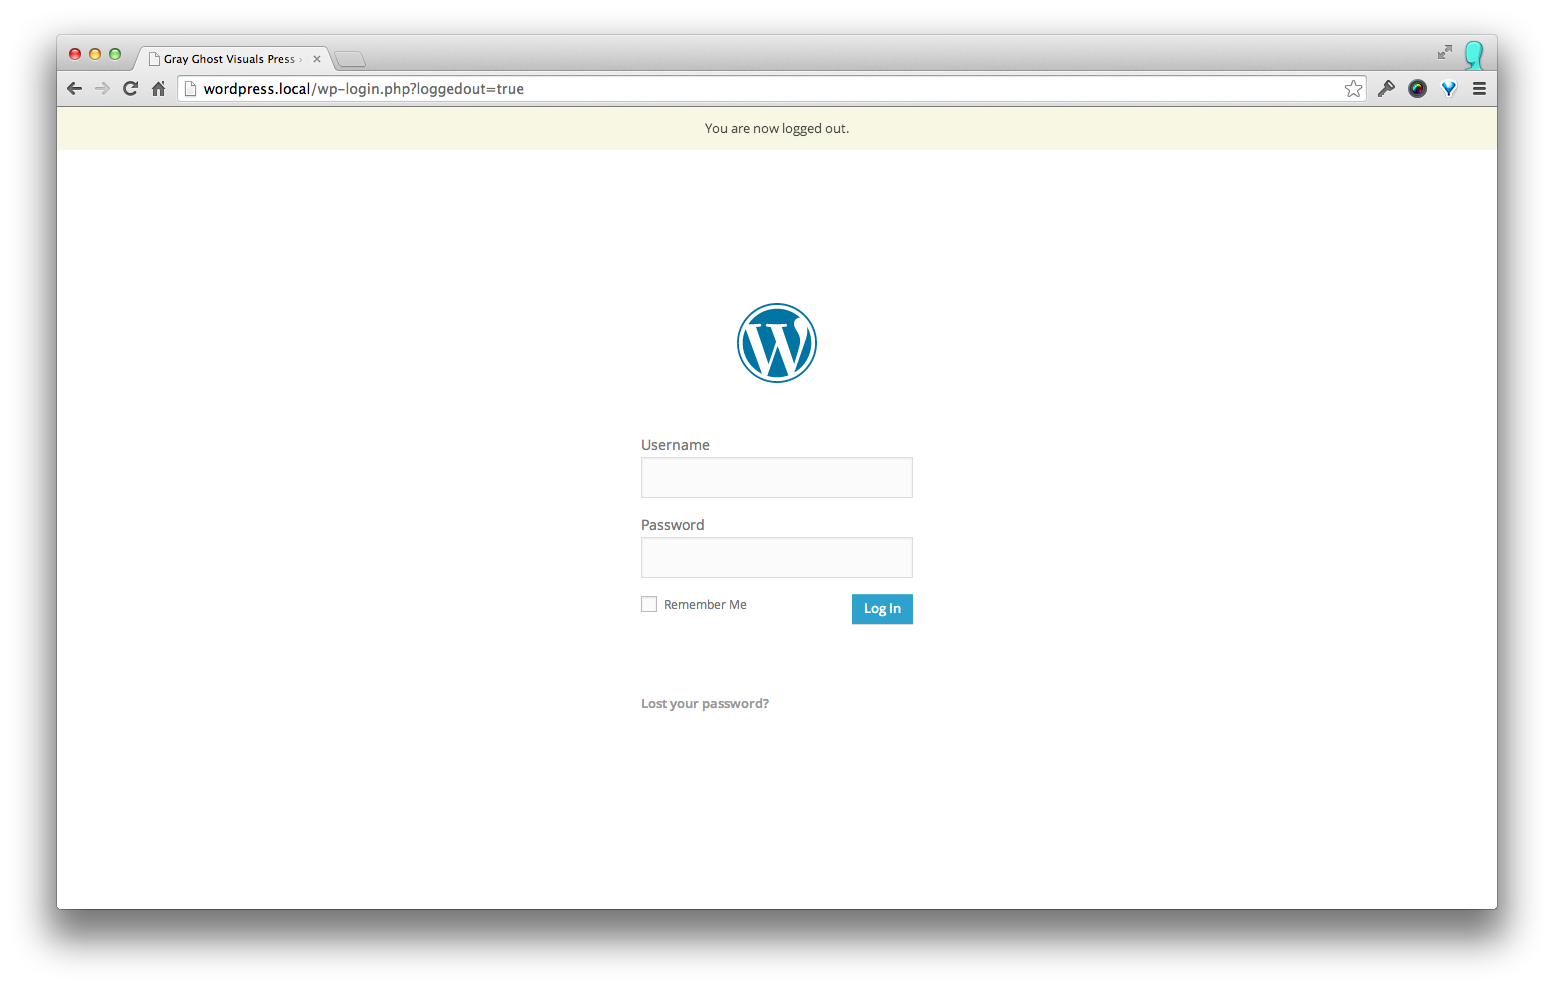 Gray Ghost Visuals Press ›
wordpress.local/wp-login.php?loggedout=true
You are now logged out.
W
Username
Password
Remember Me
Log In
Lost your password?